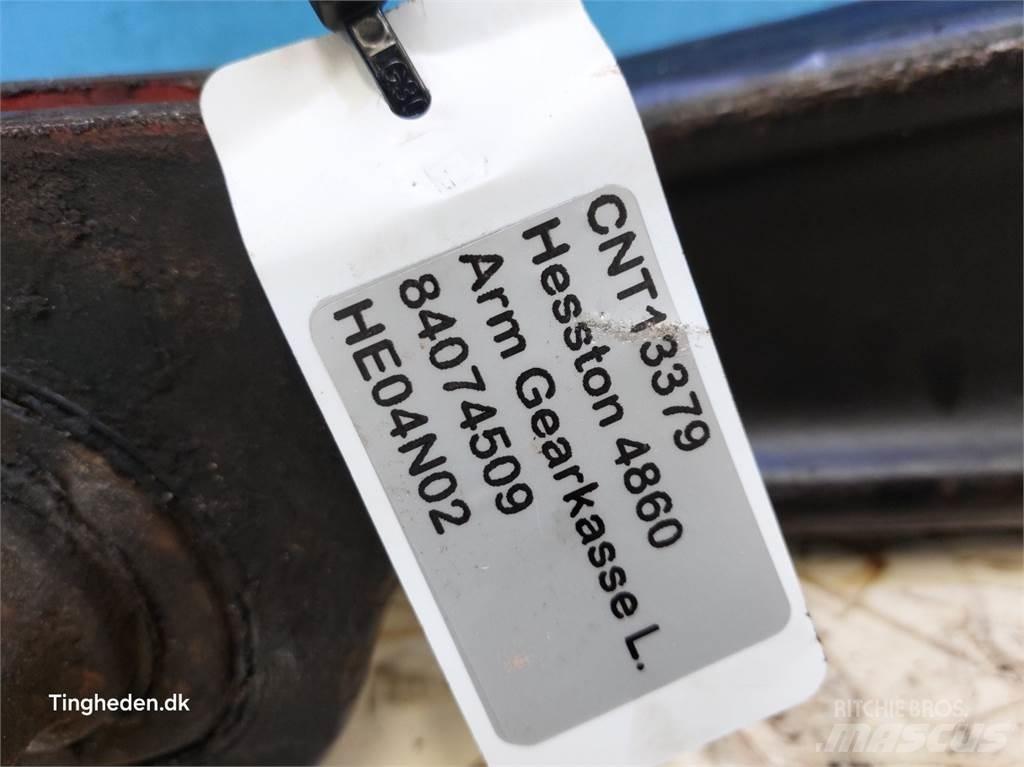 CNT13379
Hesston 4860
Arm Gearkasse L.
84074509
HE04N02
Tingheden.dk
RITCHIE BROS.
MASCUS